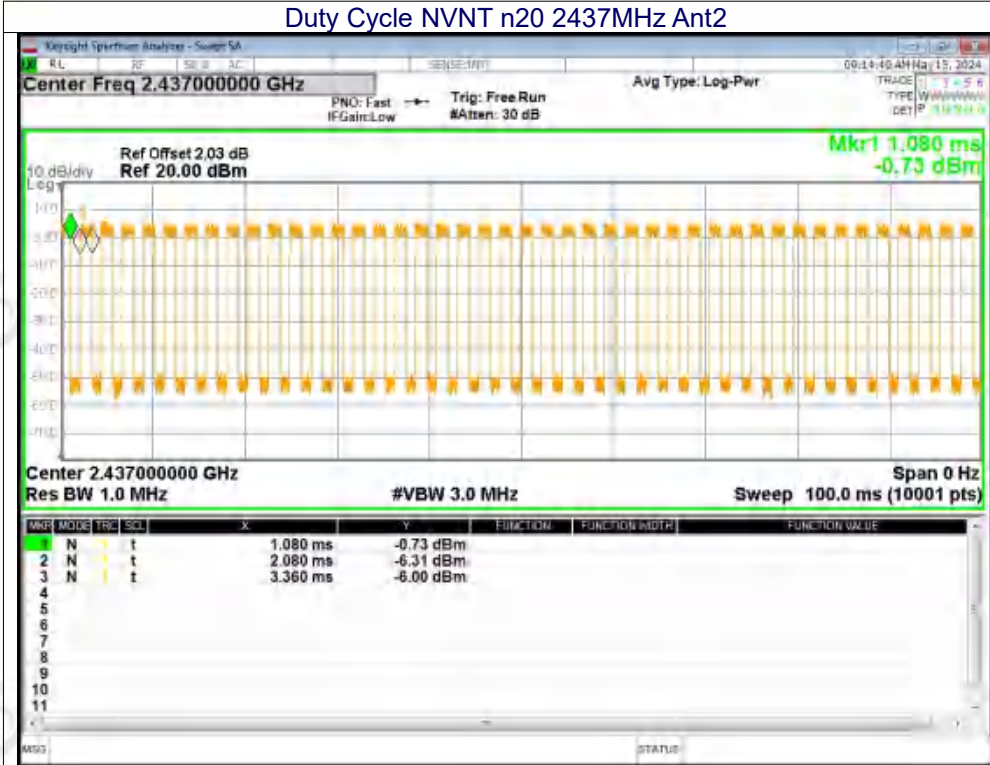 Duty Cycle NVNT n20 2437MHz Ant2
Keysight Spectrum Analyzer - Swept SA
RL RF 50 Ω AC SENSE:INT 09:14:40 AM May 15, 2024
Center Freq 2.437000000 GHz Avg Type: Log-Pwr TRACE
PNO: Fast Trig: Free Run TYPE
IFGain:Low #Atten: 30 dB DET P
Mkr1 1.080 ms
Ref Offset 2.03 dB -0.73 dBm
10 dB/div Ref 20.00 dBm
Log
Center 2.437000000 GHz Span 0 Hz
Res BW 1.0 MHz #VBW 3.0 MHz Sweep 100.0 ms (10001 pts)
MKR MODE TRC SCL X Y FUNCTION FUNCTION WIDTH FUNCTION VALUE
1 N 1 t 1.080 ms -0.73 dBm
2 N 1 t 2.080 ms -6.31 dBm
3 N 1 t 3.360 ms -6.00 dBm
4
5
6
7
8
9
10
11
MSG STATUS